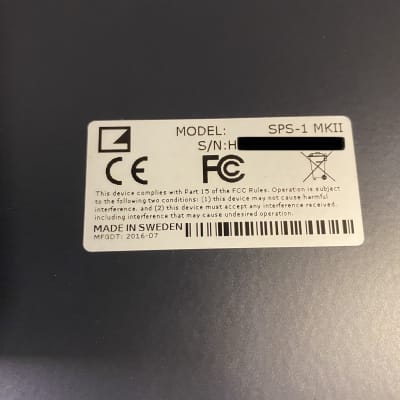 MODEL: SPS-1 MKII
S/N:H
CE FC
This device complies with Part 15 of the FCC Rules. Operation is subject
to the following two conditions: (1) this device may not cause harmful
interference, and (2) this device must accept any interference received,
including interference that may cause undesired operation.
MADE IN SWEDEN
MFGDT: 2016-07